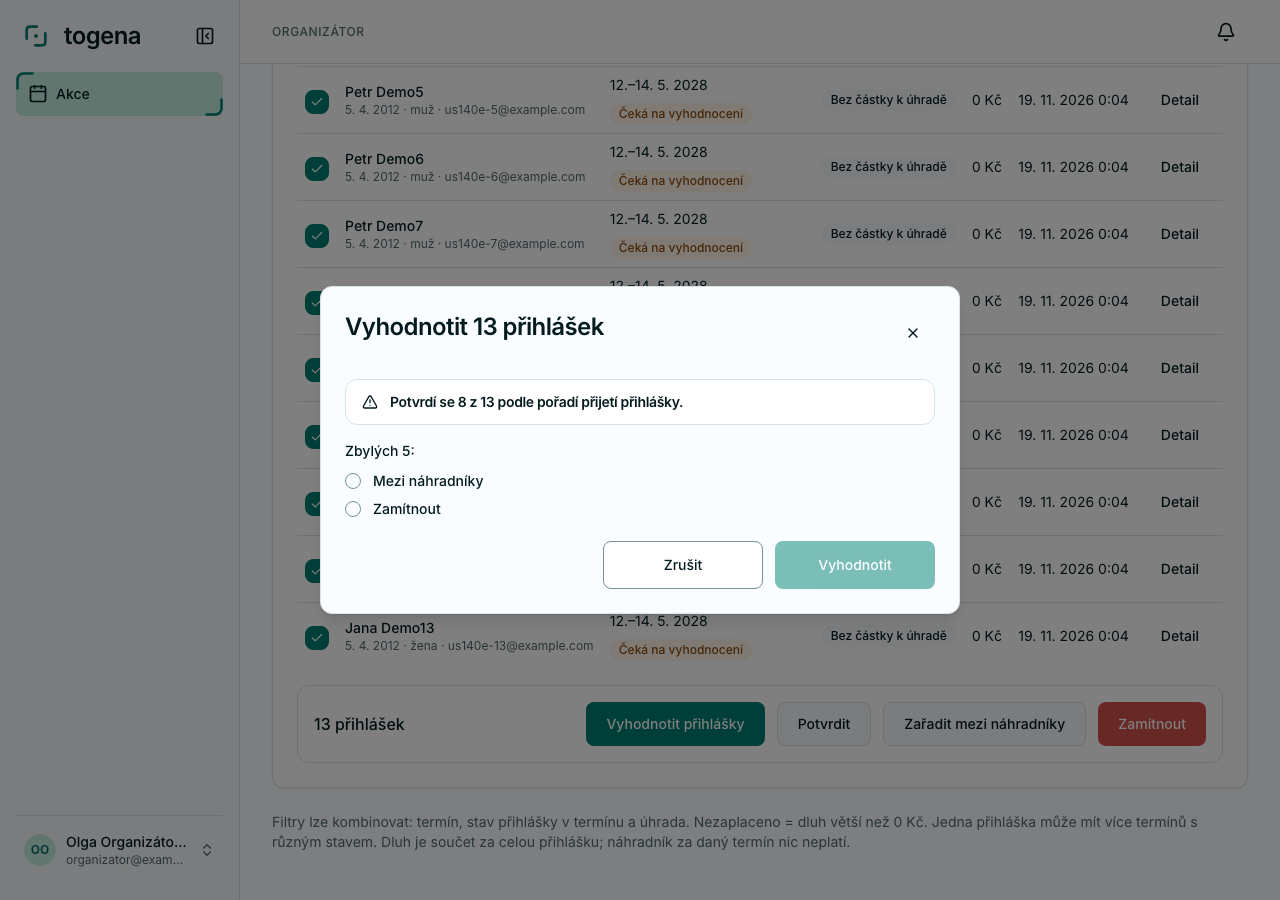 togena
Akce
ORGANIZÁTOR
Petr Demo5
5. 4. 2012 · muž · us140e-5@example.com
12.–14. 5. 2028
Čeká na vyhodnocení
Bez částky k úhradě
0 Kč
19. 11. 2026 0:04
Detail
Petr Demo6
5. 4. 2012 · muž · us140e-6@example.com
12.–14. 5. 2028
Čeká na vyhodnocení
Bez částky k úhradě
0 Kč
19. 11. 2026 0:04
Detail
Petr Demo7
5. 4. 2012 · muž · us140e-7@example.com
12.–14. 5. 2028
Čeká na vyhodnocení
Bez částky k úhradě
0 Kč
19. 11. 2026 0:04
Detail
0 Kč
19. 11. 2026 0:04
Detail
0 Kč
19. 11. 2026 0:04
Detail
0 Kč
19. 11. 2026 0:04
Detail
0 Kč
19. 11. 2026 0:04
Detail
0 Kč
19. 11. 2026 0:04
Detail
Vyhodnotit 13 přihlášek
Potvrdí se 8 z 13 podle pořadí přijetí přihlášky.
Zbylých 5:
Mezi náhradníky
Zamítnout
Zrušit
Vyhodnotit
Jana Demo13
5. 4. 2012 · žena · us140e-13@example.com
12.–14. 5. 2028
Čeká na vyhodnocení
Bez částky k úhradě
0 Kč
19. 11. 2026 0:04
Detail
13 přihlášek
Vyhodnotit přihlášky
Potvrdit
Zařadit mezi náhradníky
Zamítnout
Filtry lze kombinovat: termín, stav přihlášky v termínu a úhrada. Nezaplaceno = dluh větší než 0 Kč. Jedna přihláška může mít více termínů s
různým stavem. Dluh je součet za celou přihlášku; náhradník za daný termín nic neplatí.
OO
Olga Organizáto...
organizator@exam...